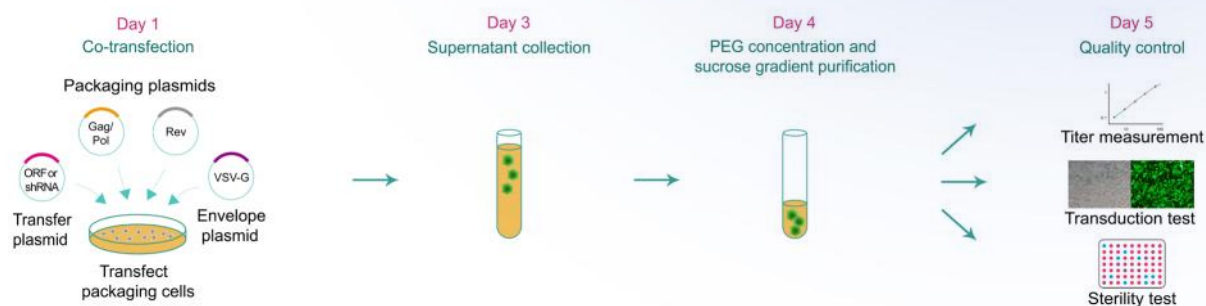 Day 1
Co-transfection
Packaging plasmids
Gag/
Pol
Rev
ORF or
shRNA
VSV-G
Transfer
plasmid
Envelope
plasmid
Transfect
packaging cells
Day 3
Supernatant collection
Day 4
PEG concentration and
sucrose gradient purification
Day 5
Quality control
Titer measurement
Transduction test
Sterility test